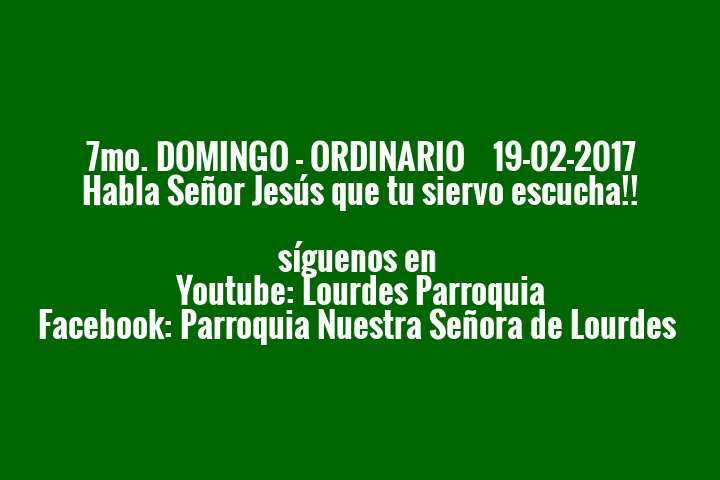 7mo. DOMINGO - ORDINARIO 19-02-2017
Habla Señor Jesús que tu siervo escucha!!
síguenos en
Youtube: Lourdes Parroquia
Facebook: Parroquia Nuestra Señora de Lourdes